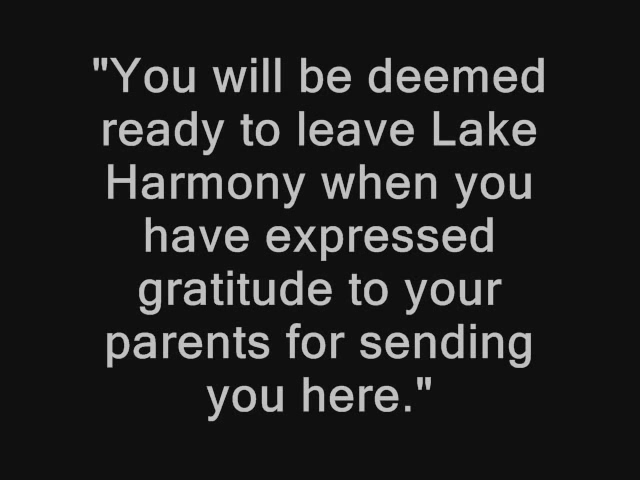 "You will be deemed
ready to leave Lake
Harmony when you
have expressed
gratitude to your
parents for sending
you here."